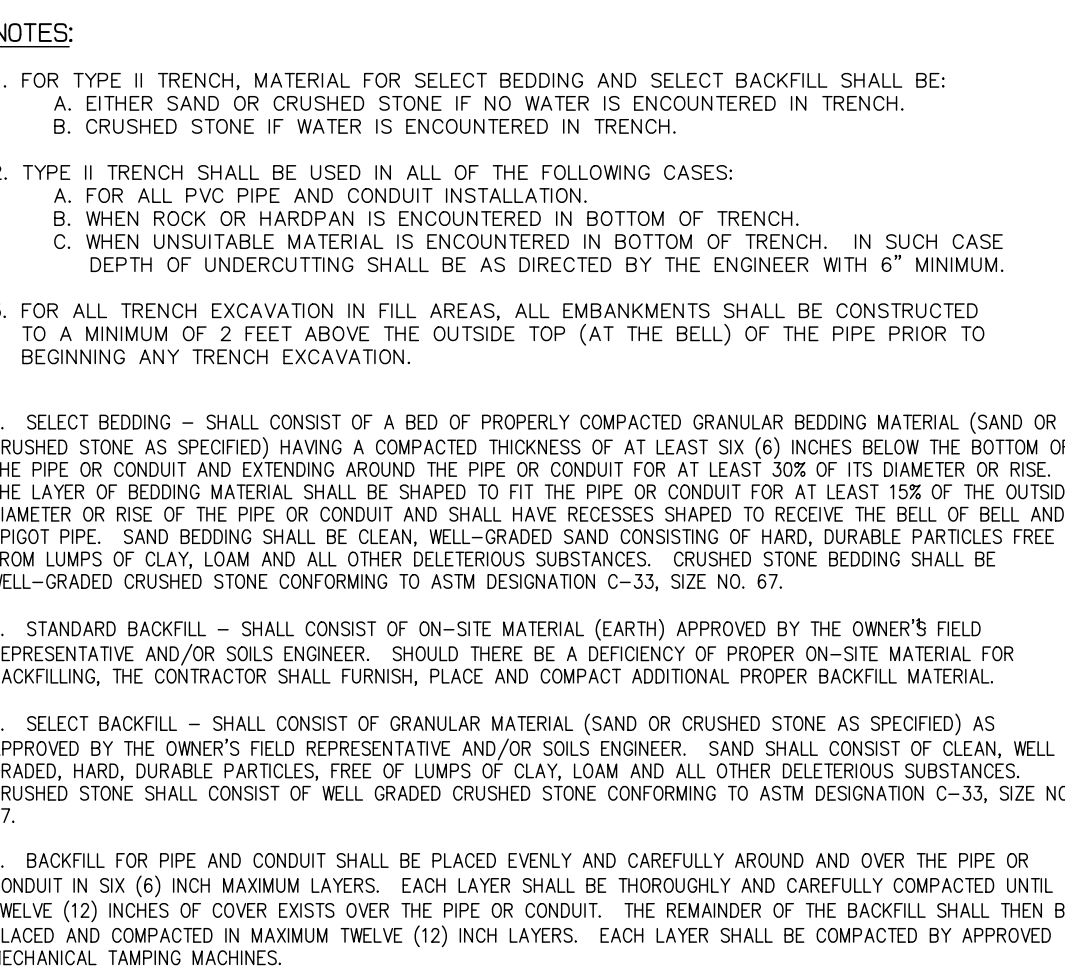 NOTES:
. FOR TYPE II TRENCH, MATERIAL FOR SELECT BEDDING AND SELECT BACKFILL SHALL BE:
A. EITHER SAND OR CRUSHED STONE IF NO WATER IS ENCOUNTERED IN TRENCH.
B. CRUSHED STONE IF WATER IS ENCOUNTERED IN TRENCH.
2. TYPE II TRENCH SHALL BE USED IN ALL OF THE FOLLOWING CASES:
A. FOR ALL PVC PIPE AND CONDUIT INSTALLATION.
B. WHEN ROCK OR HARDPAN IS ENCOUNTERED IN BOTTOM OF TRENCH.
C. WHEN UNSUITABLE MATERIAL IS ENCOUNTERED IN BOTTOM OF TRENCH. IN SUCH CASE
DEPTH OF UNDERCUTTING SHALL BE AS DIRECTED BY THE ENGINEER WITH 6" MINIMUM.
3. FOR ALL TRENCH EXCAVATION IN FILL AREAS, ALL EMBANKMENTS SHALL BE CONSTRUCTED
TO A MINIMUM OF 2 FEET ABOVE THE OUTSIDE TOP (AT THE BELL) OF THE PIPE PRIOR TO
BEGINNING ANY TRENCH EXCAVATION.
. SELECT BEDDING – SHALL CONSIST OF A BED OF PROPERLY COMPACTED GRANULAR BEDDING MATERIAL (SAND OR
RUSHED STONE AS SPECIFIED) HAVING A COMPACTED THICKNESS OF AT LEAST SIX (6) INCHES BELOW THE BOTTOM OF
HE PIPE OR CONDUIT AND EXTENDING AROUND THE PIPE OR CONDUIT FOR AT LEAST 30% OF ITS DIAMETER OR RISE.
HE LAYER OF BEDDING MATERIAL SHALL BE SHAPED TO FIT THE PIPE OR CONDUIT FOR AT LEAST 15% OF THE OUTSID
IAMETER OR RISE OF THE PIPE OR CONDUIT AND SHALL HAVE RECESSES SHAPED TO RECEIVE THE BELL OF BELL AND
PIGOT PIPE. SAND BEDDING SHALL BE CLEAN, WELL–GRADED SAND CONSISTING OF HARD, DURABLE PARTICLES FREE
ROM LUMPS OF CLAY, LOAM AND ALL OTHER DELETERIOUS SUBSTANCES. CRUSHED STONE BEDDING SHALL BE
WELL–GRADED CRUSHED STONE CONFORMING TO ASTM DESIGNATION C–33, SIZE NO. 67.
. STANDARD BACKFILL – SHALL CONSIST OF ON–SITE MATERIAL (EARTH) APPROVED BY THE OWNER'S FIELD
EPRESENTATIVE AND/OR SOILS ENGINEER. SHOULD THERE BE A DEFICIENCY OF PROPER ON–SITE MATERIAL FOR
ACKFILLING, THE CONTRACTOR SHALL FURNISH, PLACE AND COMPACT ADDITIONAL PROPER BACKFILL MATERIAL.
. SELECT BACKFILL – SHALL CONSIST OF GRANULAR MATERIAL (SAND OR CRUSHED STONE AS SPECIFIED) AS
PPROVED BY THE OWNER'S FIELD REPRESENTATIVE AND/OR SOILS ENGINEER. SAND SHALL CONSIST OF CLEAN, WELL
RADED, HARD, DURABLE PARTICLES, FREE OF LUMPS OF CLAY, LOAM AND ALL OTHER DELETERIOUS SUBSTANCES.
RUSHED STONE SHALL CONSIST OF WELL GRADED CRUSHED STONE CONFORMING TO ASTM DESIGNATION C–33, SIZE NO
7.
. BACKFILL FOR PIPE AND CONDUIT SHALL BE PLACED EVENLY AND CAREFULLY AROUND AND OVER THE PIPE OR
ONDUIT IN SIX (6) INCH MAXIMUM LAYERS. EACH LAYER SHALL BE THOROUGHLY AND CAREFULLY COMPACTED UNTIL
WELVE (12) INCHES OF COVER EXISTS OVER THE PIPE OR CONDUIT. THE REMAINDER OF THE BACKFILL SHALL THEN B
LACED AND COMPACTED IN MAXIMUM TWELVE (12) INCH LAYERS. EACH LAYER SHALL BE COMPACTED BY APPROVED
MECHANICAL TAMPING MACHINES.